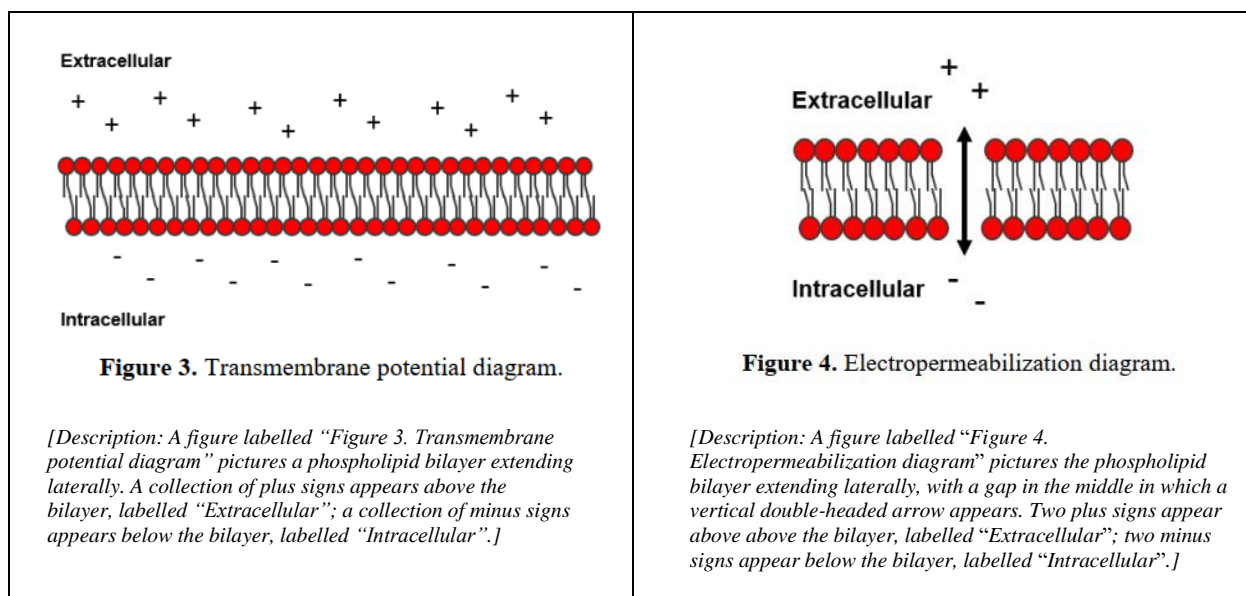 Extracellular
+ + + + + +
+ + + + + +
- - - - - -
- - - - - -
Intracellular
Figure 3. Transmembrane potential diagram.
[Description: A figure labelled “Figure 3. Transmembrane
potential diagram” pictures a phospholipid bilayer extending
laterally. A collection of plus signs appears above the
bilayer, labelled “Extracellular”; a collection of minus signs
appears below the bilayer, labelled “Intracellular”.]
+
Extracellular +
Intracellular -
-
Figure 4. Electropermeabilization diagram.
[Description: A figure labelled “Figure 4.
Electropermeabilization diagram” pictures the phospholipid
bilayer extending laterally, with a gap in the middle in which a
vertical double-headed arrow appears. Two plus signs appear
above above the bilayer, labelled “Extracellular”; two minus
signs appear below the bilayer, labelled “Intracellular”.]